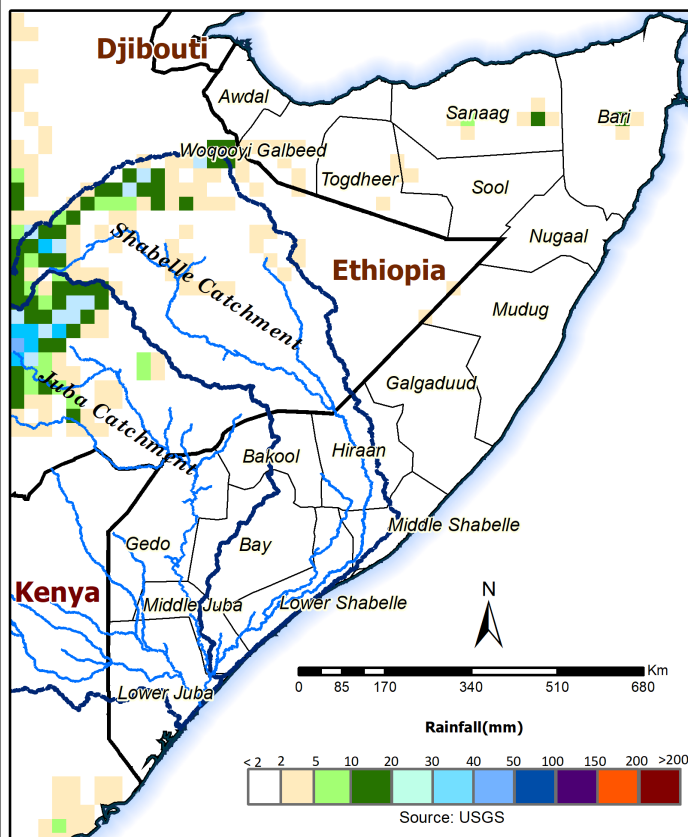 Djibouti
Awdal
Sanaag
Bari
Woqooyi Galbeed
Togdheer
Sool
Nugaal
Shabelle Catchment
Ethiopia
Mudug
Galgaduud
Juba Catchment
Bakool
Hiraan
Middle Shabelle
Gedo
Bay
Kenya
Middle Juba
Lower Shabelle
N
Lower Juba
Km
0 85 170 340 510 680
Rainfall(mm)
< 2 2 5 10 20 30 40 50 100 150 200 >200
Source: USGS